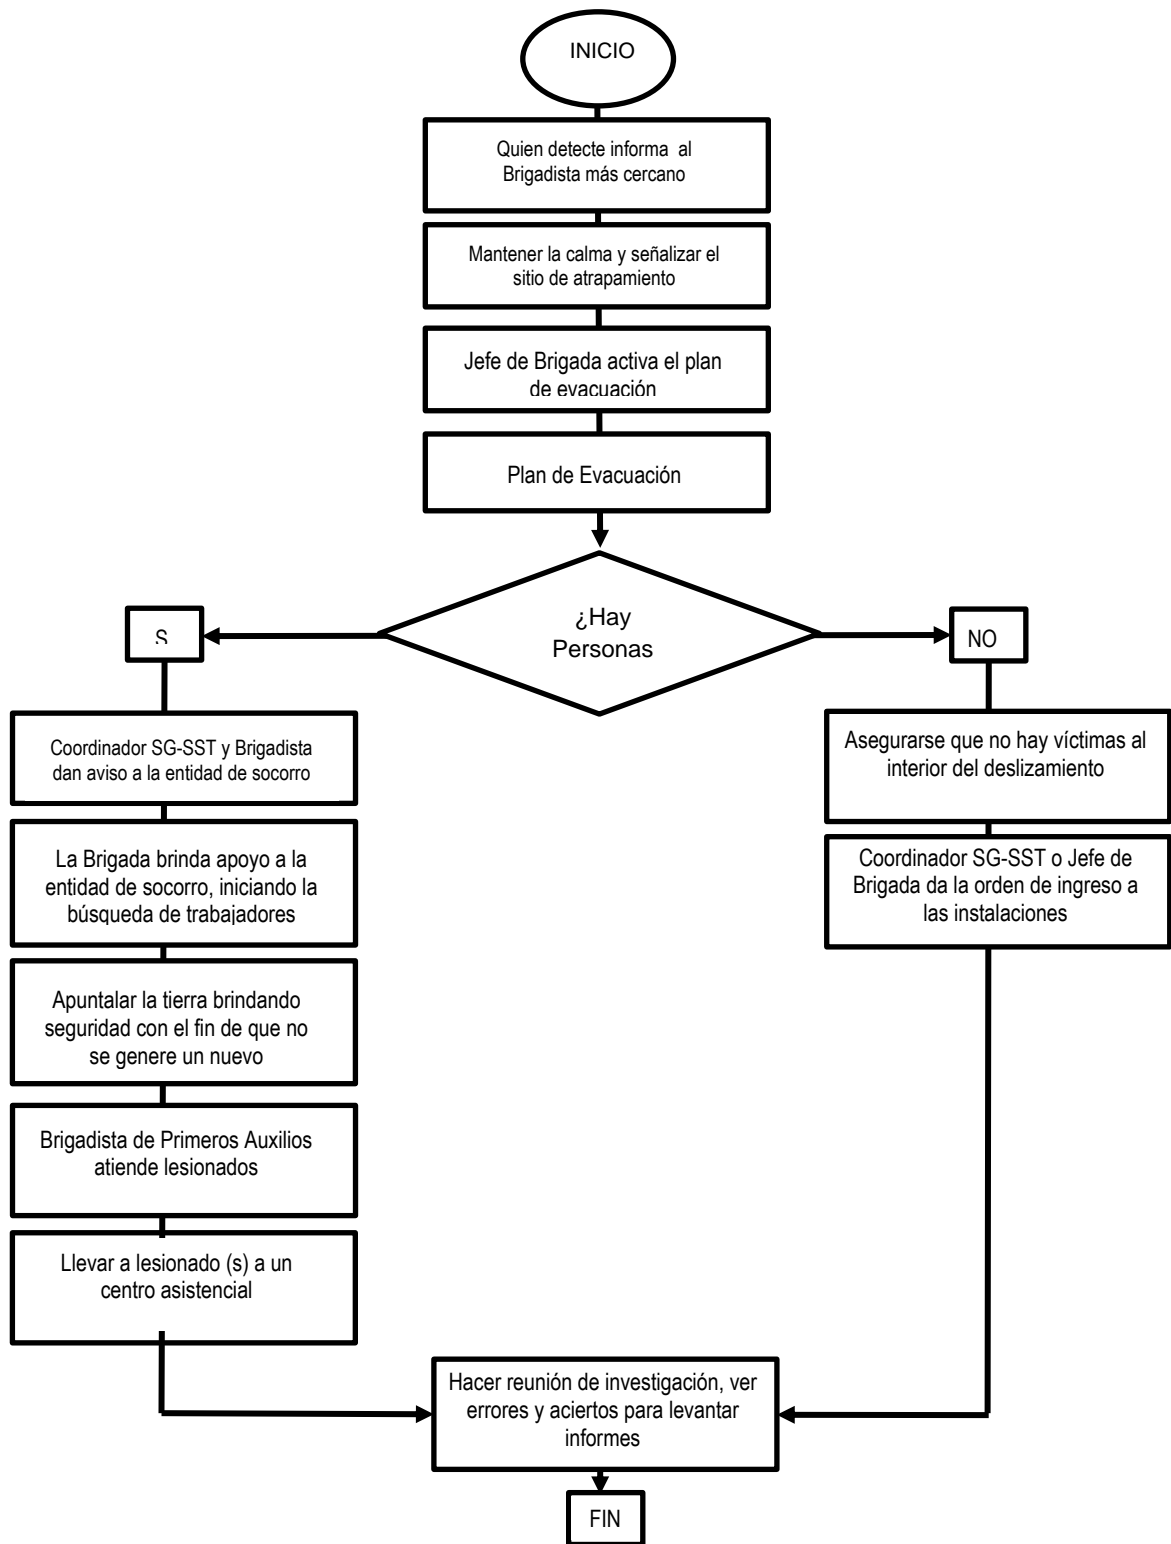 INICIO
Quien detecte informa al
Brigadista más cercano
Mantener la calma y señalizar el
sitio de atrapamiento
Jefe de Brigada activa el plan
de evacuación
Plan de Evacuación
¿Hay
Personas
S
NO
Coordinador SG-SST y Brigadista
dan aviso a la entidad de socorro
La Brigada brinda apoyo a la
entidad de socorro, iniciando la
búsqueda de trabajadores
Apuntalar la tierra brindando
seguridad con el fin de que no
se genere un nuevo
Brigadista de Primeros Auxilios
atiende lesionados
Llevar a lesionado (s) a un
centro asistencial
Asegurarse que no hay víctimas al
interior del deslizamiento
Coordinador SG-SST o Jefe de
Brigada da la orden de ingreso a
las instalaciones
Hacer reunión de investigación, ver
errores y aciertos para levantar
informes
FIN